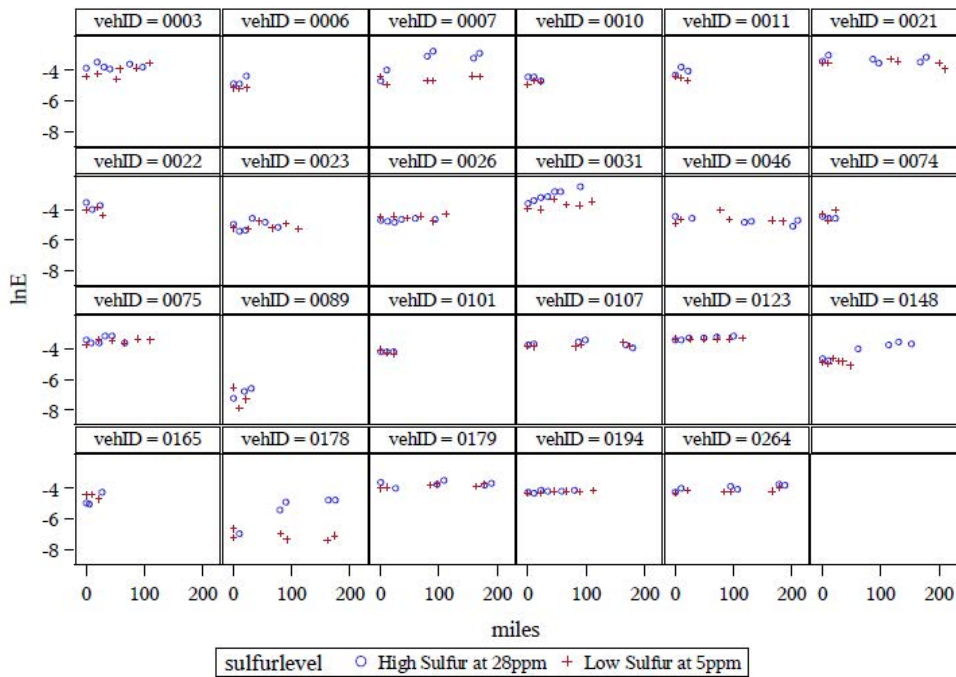 vehID = 0003 vehID = 0006 vehID = 0007 vehID = 0010 vehID = 0011 vehID = 0021
-4
-6
-8
vehID = 0022 vehID = 0023 vehID = 0026 vehID = 0031 vehID = 0046 vehID = 0074
-4
-6
-8
lnE
vehID = 0075 vehID = 0089 vehID = 0101 vehID = 0107 vehID = 0123 vehID = 0148
-4
-6
-8
vehID = 0165 vehID = 0178 vehID = 0179 vehID = 0194 vehID = 0264
-4
-6
-8
0 100 200 0 100 200 0 100 200 0 100 200 0 100 200 0 100 200
miles
sulfurlevel High Sulfur at 28ppm Low Sulfur at 5ppm